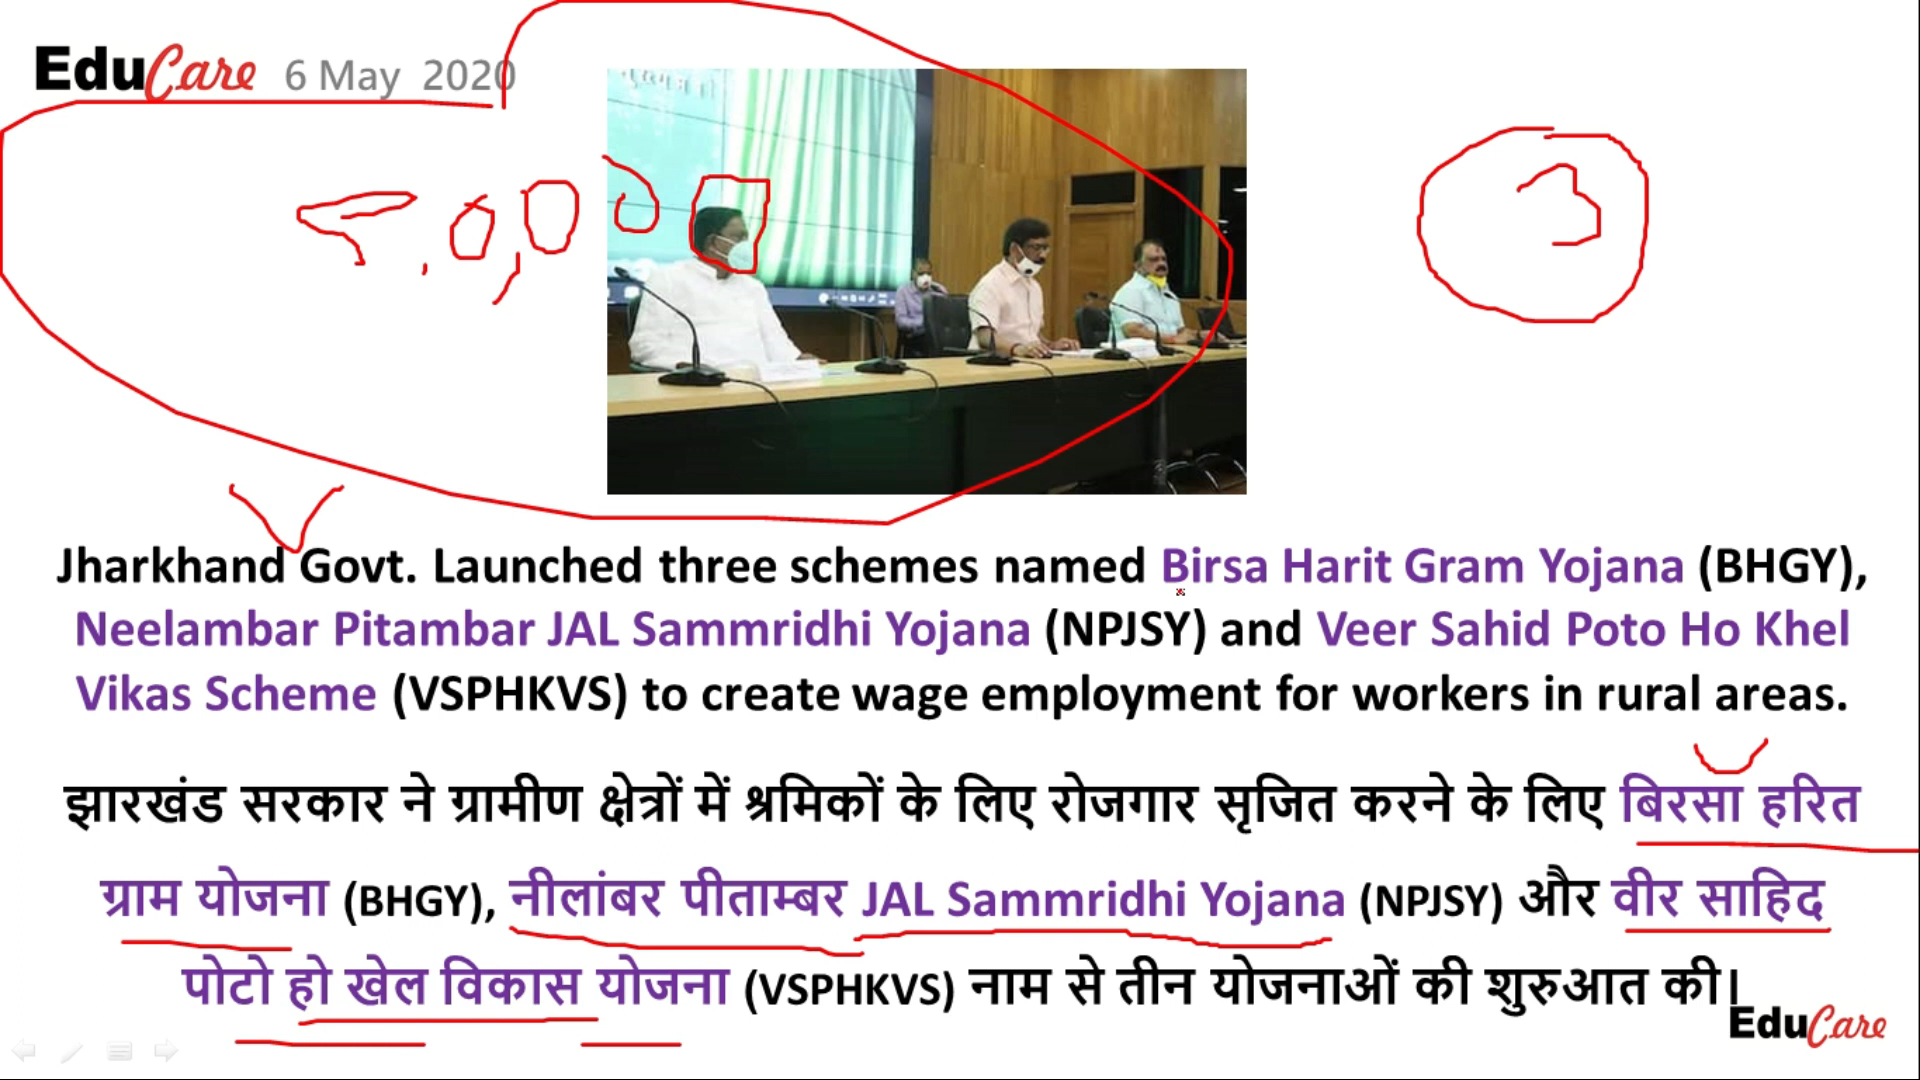 EduCare 6 May 2020
3
Jharkhand Govt. Launched three schemes named Birsa Harit Gram Yojana (BHGY),
Neelambar Pitambar JAL Sammridhi Yojana (NPJSY) and Veer Sahid Poto Ho Khel
Vikas Scheme (VSPHKVS) to create wage employment for workers in rural areas.
झारखंड सरकार ने ग्रामीण क्षेत्रों में श्रमिकों के लिए रोजगार सृजित करने के लिए बिरसा हरित
ग्राम योजना (BHGY), नीलांबर पीताम्बर JAL Sammridhi Yojana (NPJSY) और वीर साहिद
पोटो हो खेल विकास योजना (VSPHKVS) नाम से तीन योजनाओं की शुरुआत की।
EduCare